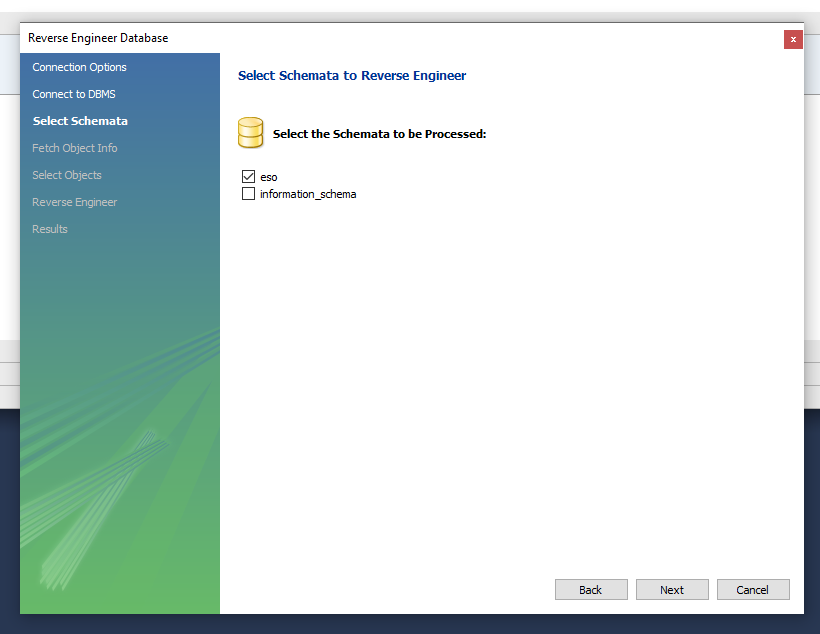 Reverse Engineer Database
x
Connection Options
Connect to DBMS
Select Schemata
Fetch Object Info
Select Objects
Reverse Engineer
Results
Select Schemata to Reverse Engineer
Select the Schemata to be Processed:
eso
information_schema
Back
Next
Cancel